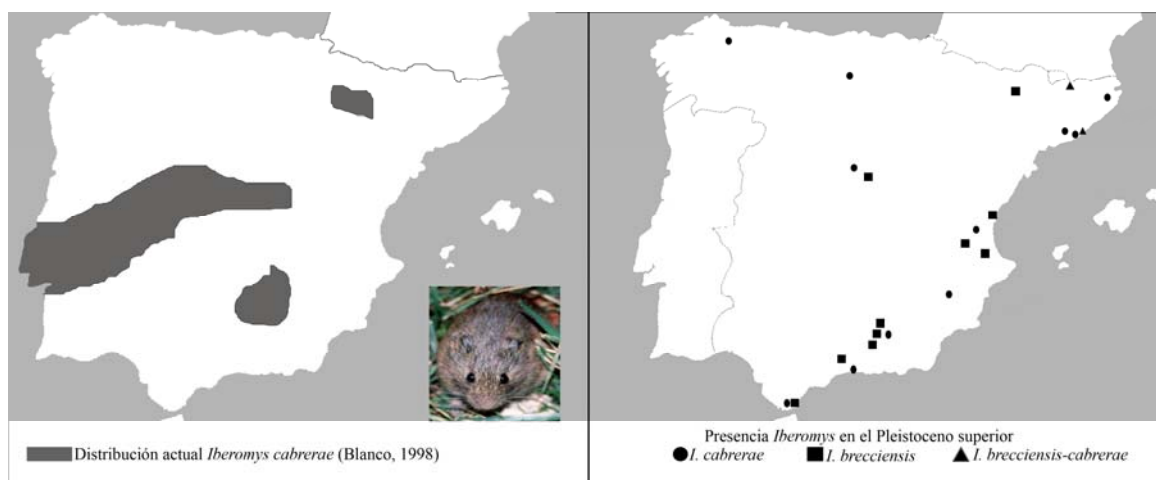 Distribución actual Iberomys cabrerae (Blanco, 1998)
Presencia Iberomys en el Pleistoceno superior
I. cabrerae I. brecciensis I. brecciensis-cabrerae